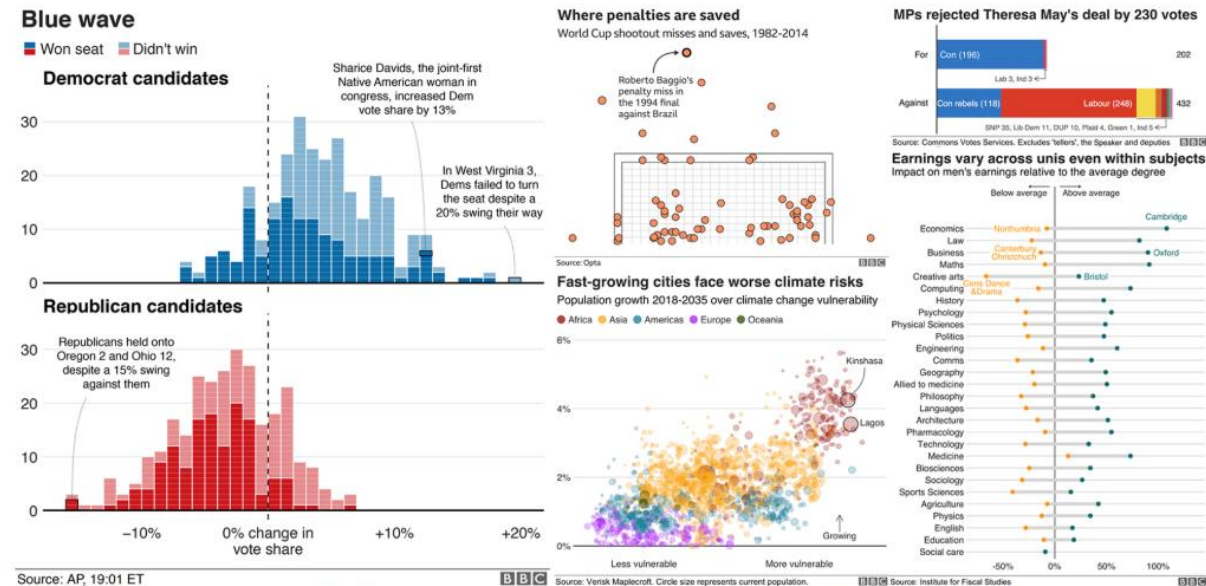 Blue wave
Won seat Didn't win
Democrat candidates
Sharice Davids, the joint-first
Native American woman in
congress, increased Dem
vote share by 13%
In West Virginia 3,
Dems failed to turn
the seat despite a
20% swing their way
30
20
10
0
Republican candidates
Republicans held onto
Oregon 2 and Ohio 12,
despite a 15% swing
against them
30
20
10
0
−10%
0% change in
vote share
+10%
+20%
Source: AP, 19:01 ET
BBC
Where penalties are saved
World Cup shootout misses and saves, 1982-2014
Roberto Baggio's
penalty miss in
the 1994 final
against Brazil
Source: Opta
BBC
Fast-growing cities face worse climate risks
Population growth 2018-2035 over climate change vulnerability
Africa Asia Americas Europe Oceania
6%
Kinshasa
4%
Lagos
2%
Growing
0%
Less vulnerable More vulnerable
Source: Verisk Maplecroft. Circle size represents current population.
BBC
MPs rejected Theresa May's deal by 230 votes
For Con (196) 202
Lab 3, Ind 3
Against Con rebels (118) Labour (248) 432
SNP 35, Lib Dem 11, DUP 10, Plaid 4, Green 1, Ind 5
Source: Commons Votes Services. Excludes 'tellers', the Speaker and deputies
BBC
Earnings vary across unis even within subjects
Impact on men's earnings relative to the average degree
Below average Above average
Cambridge
Economics Northumbria
Law
Business Canterbury Oxford
Christchuch
Maths
Creative arts Bristol
Cons Dance
&Drama
Computing
History
Psychology
Physical Sciences
Politics
Engineering
Comms
Geography
Allied to medicine
Philosophy
Languages
Architecture
Pharmacology
Technology
Medicine
Biosciences
Sociology
Sports Sciences
Agriculture
Physics
English
Education
Social care
-50% 0% 50% 100%
Source: Institute for Fiscal Studies
BBC